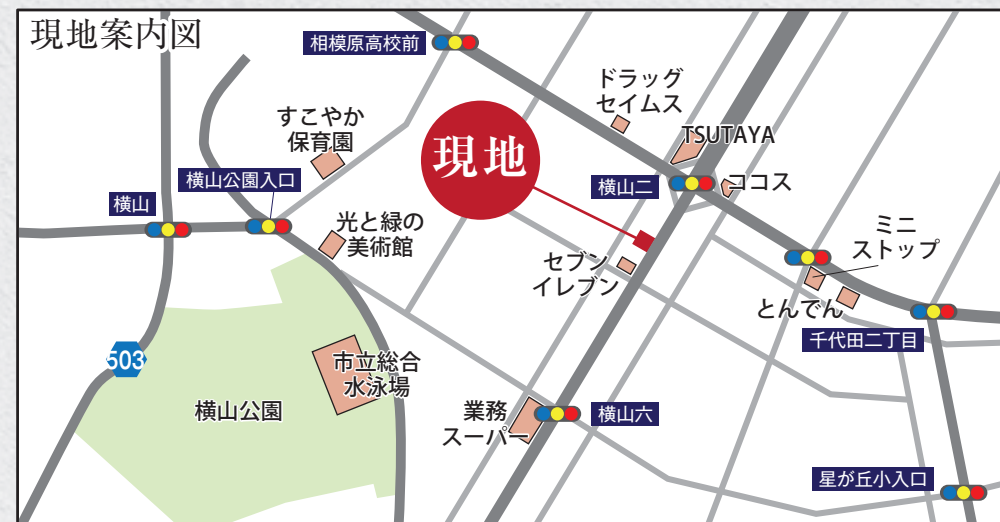 現地案内図
相模原高校前
ドラッグ
セイムス
すこやか
保育園
TSUTAYA
現地
横山公園入口
横山二
ココス
横山
光と緑の
美術館
ミニ
ストップ
セブン
イレブン
とんでん
千代田二丁目
503
市立総合
水泳場
横山公園
業務
スーパー
横山六
星が丘小入口